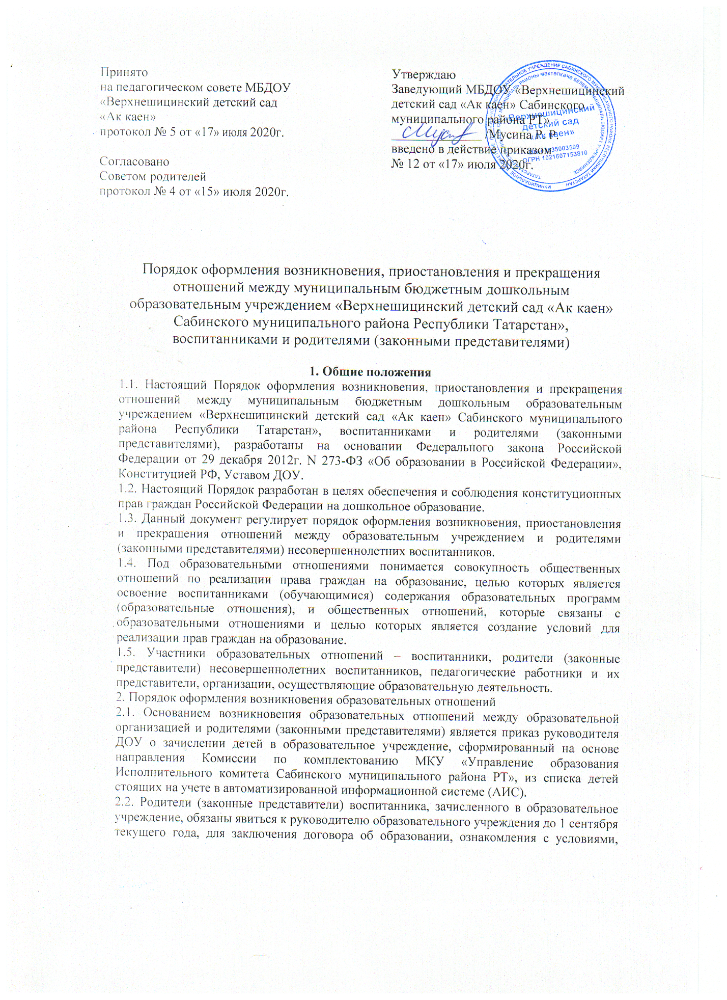 Принято
на педагогическом совете МБДОУ
«Верхнешицинский детский сад
«Ак каен»
протокол № 5 от «17» июля 2020г.
Согласовано
Советом родителей
протокол № 4 от «15» июля 2020г.
Утверждаю
Заведующий МБДОУ «Верхнешицинский
детский сад «Ак каен» Сабинского
муниципального района РТ»
/Мусина Р. Р.
введено в действие приказом
№ 12 от «17» июля 2020г.
«Верхнешицинский
детский сад
«Ак каен»
ОГРН 1021607153810
Порядок оформления возникновения, приостановления и прекращения
отношений между муниципальным бюджетным дошкольным
образовательным учреждением «Верхнешицинский детский сад «Ак каен»
Сабинского муниципального района Республики Татарстан»,
воспитанниками и родителями (законными представителями)
1. Общие положения
1.1. Настоящий Порядок оформления возникновения, приостановления и прекращения
отношений между муниципальным бюджетным дошкольным образовательным
учреждением «Верхнешицинский детский сад «Ак каен» Сабинского муниципального
района Республики Татарстан», воспитанниками и родителями (законными
представителями), разработаны на основании Федерального закона Российской
Федерации от 29 декабря 2012г. N 273-ФЗ «Об образовании в Российской Федерации»,
Конституцией РФ, Уставом ДОУ.
1.2. Настоящий Порядок разработан в целях обеспечения и соблюдения конституционных
прав граждан Российской Федерации на дошкольное образование.
1.3. Данный документ регулирует порядок оформления возникновения, приостановления
и прекращения отношений между образовательным учреждением и родителями
(законными представителями) несовершеннолетних воспитанников.
1.4. Под образовательными отношениями понимается совокупность общественных
отношений по реализации права граждан на образование, целью которых является
освоение воспитанниками (обучающимися) содержания образовательных программ
(образовательные отношения), и общественных отношений, которые связаны с
образовательными отношениями и целью которых является создание условий для
реализации прав граждан на образование.
1.5. Участники образовательных отношений – воспитанники, родители (законные
представители) несовершеннолетних воспитанников, педагогические работники и их
представители, организации, осуществляющие образовательную деятельность.
2. Порядок оформления возникновения образовательных отношений
2.1. Основанием возникновения образовательных отношений между образовательной
организацией и родителями (законными представителями) является приказ руководителя
ДОУ о зачислении детей в образовательное учреждение, сформированный на основе
направления Комиссии по комплектованию МКУ «Управление образования
Исполнительного комитета Сабинского муниципального района РТ», из списка детей
стоящих на учете в автоматизированной информационной системе (АИС).
2.2. Родители (законные представители) воспитанника, зачисленного в образовательное
учреждение, обязаны явиться к руководителю образовательного учреждения до 1 сентября
текущего года, для заключения договора об образовании, ознакомления с условиями,